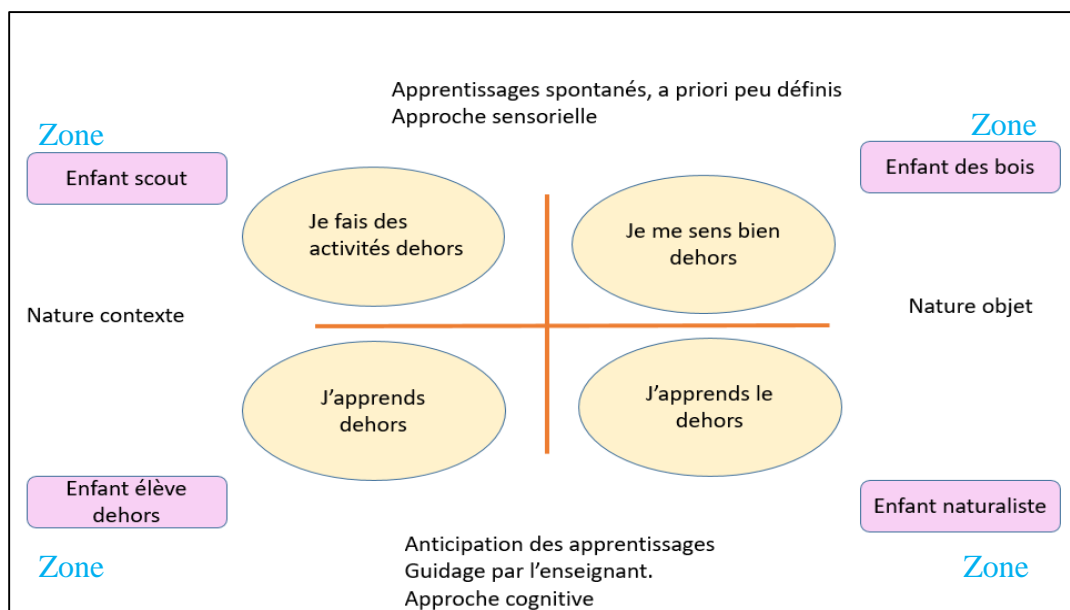 Apprentissages spontanés, a priori peu définis
Approche sensorielle
Zone
Zone
Enfant scout
Enfant des bois
Je fais des
activités dehors
Je me sens bien
dehors
Nature contexte
Nature objet
J’apprends
dehors
J’apprends le
dehors
Enfant élève
dehors
Enfant naturaliste
Zone
Zone
Anticipation des apprentissages
Guidage par l’enseignant.
Approche cognitive